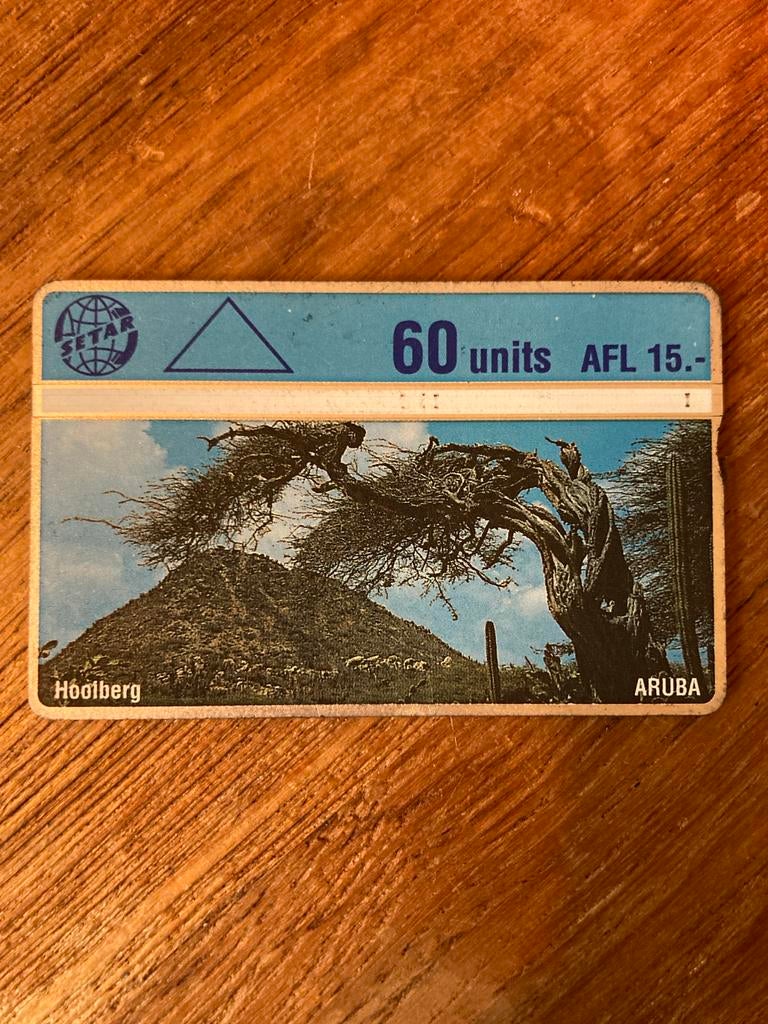 SETAR
60 units AFL 15.-
Hooiberg
ARUBA